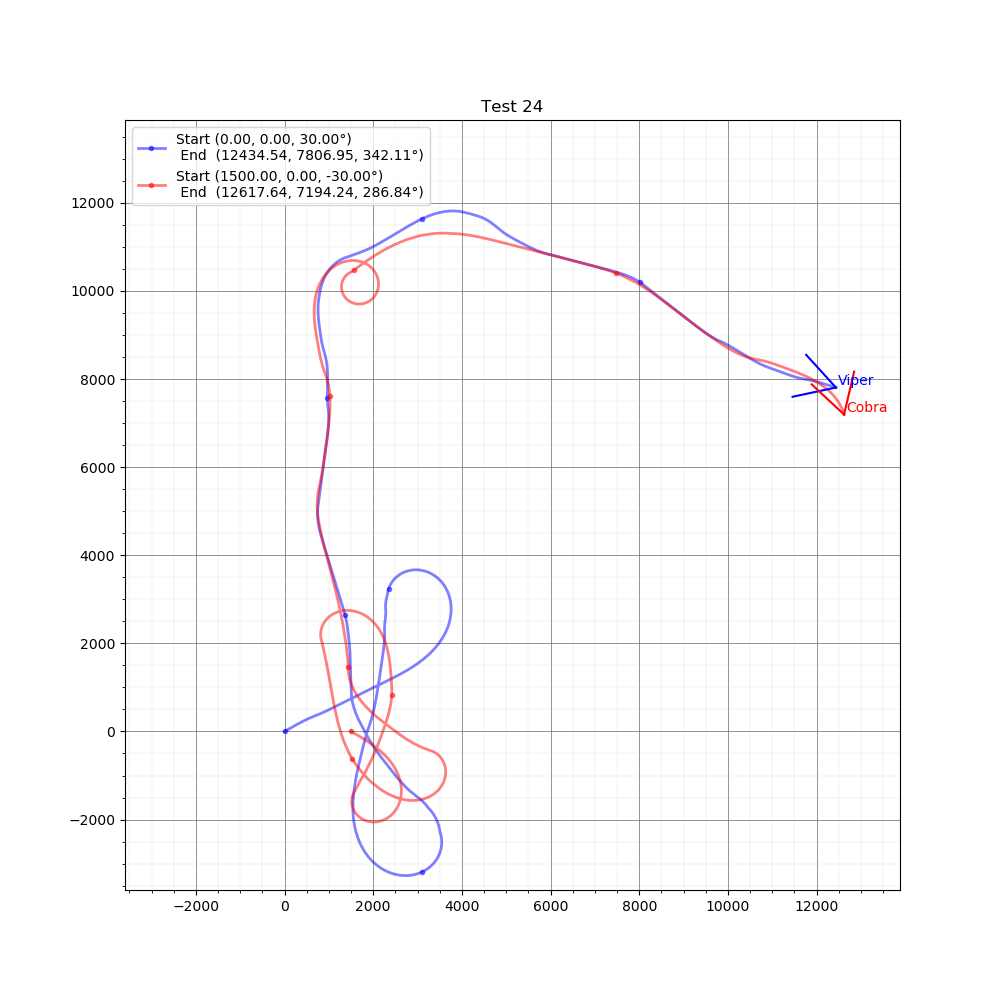 Test 24
Start (0.00, 0.00, 30.00°)
End (12434.54, 7806.95, 342.11°)
Start (1500.00, 0.00, -30.00°)
End (12617.64, 7194.24, 286.84°)
12000
10000
8000
6000
4000
2000
0
−2000
Viper
Cobra
−2000 0 2000 4000 6000 8000 10000 12000